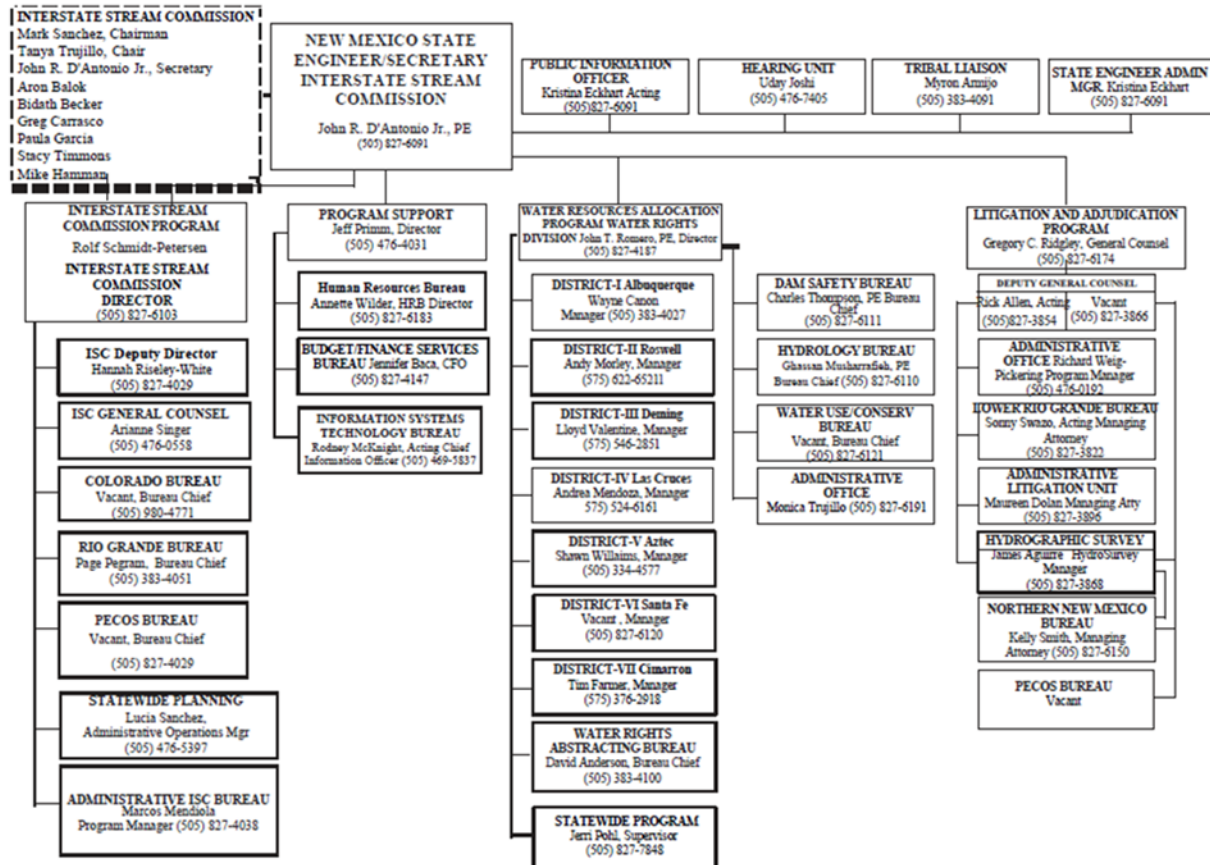 INTERSTATE STREAM COMMISSION
Mark Sanchez, Chairman
Tanya Trujillo, Chair
John R. D'Antonio Jr., Secretary
Aron Balok
Bidath Becker
Greg Carrasco
Paula Garcia
Stacy Timmons
Mike Hamman
NEW MEXICO STATE
ENGINEER/SECRETARY
INTERSTATE STREAM
COMMISSION
John R. D'Antonio Jr., PE
(505) 827-6091
PUBLIC INFORMATION
OFFICER
Kristina Eckhart Acting
(505)827-6091
HEARING UNIT
Uday Joshi
(505) 476-7405
TRIBAL LIAISON
Myron Armijo
(505) 383-4091
STATE ENGINEER ADMIN
MGR. Kristina Eckhart
(505) 827-6091
INTERSTATE STREAM
COMMISSION PROGRAM
Rolf Schmidt-Petersen
INTERSTATE STREAM
COMMISSION
DIRECTOR
(505) 827-6103
ISC Deputy Director
Hannah Riseley-White
(505) 827-4029
ISC GENERAL COUNSEL
Arianne Singer
(505) 476-0558
COLORADO BUREAU
Vacant, Bureau Chief
(505) 980-4771
RIO GRANDE BUREAU
Page Pegram, Bureau Chief
(505) 383-4051
PECOS BUREAU
Vacant, Bureau Chief
(505) 827-4029
STATEWIDE PLANNING
Lucia Sanchez,
Administrative Operations Mgr
(505) 476-5397
ADMINISTRATIVE ISC BUREAU
Marcos Mendiola
Program Manager (505) 827-4038
PROGRAM SUPPORT
Jeff Primm, Director
(505) 476-4031
Human Resources Bureau
Annette Wilder, HRB Director
(505) 827-6183
BUDGET/FINANCE SERVICES
BUREAU Jennifer Baca, CFO
(505) 827-4147
INFORMATION SYSTEMS
TECHNOLOGY BUREAU
Rodney McKnight, Acting Chief
Information Officer (505) 469-5837
WATER RESOURCES ALLOCATION
PROGRAM WATER RIGHTS
DIVISION John T. Romero, PE, Director
(505) 827-4187
DISTRICT-I Albuquerque
Wayne Canon
Manager (505) 383-4027
DISTRICT-II Roswell
Andy Morley, Manager
(575) 622-65211
DISTRICT-III Deming
Lloyd Valentine, Manager
(575) 546-2851
DISTRICT-IV Las Cruces
Andrea Mendoza, Manager
575) 524-6161
DISTRICT-V Aztec
Shawn Willaims, Manager
(505) 334-4577
DISTRICT-VI Santa Fe
Vacant , Manager
(505) 827-6120
DISTRICT-VII Cimarron
Tim Farmer, Manager
(575) 376-2918
WATER RIGHTS
ABSTRACTING BUREAU
David Anderson, Bureau Chief
(505) 383-4100
STATEWIDE PROGRAM
Jerri Pohl, Supervisor
(505) 827-7848
DAM SAFETY BUREAU
Charles Thompson, PE Bureau
Chief
(505) 827-6111
HYDROLOGY BUREAU
Ghassan Musharrafieh, PE
Bureau Chief (505) 827-6110
WATER USE/CONSERV
BUREAU
Vacant, Bureau Chief
(505) 827-6121
ADMINISTRATIVE
OFFICE
Monica Trujillo (505) 827-6191
LITIGATION AND ADJUDICATION
PROGRAM
Gregory C. Ridgley, General Counsel
(505) 827-6174
DEPUTY GENERAL COUNSEL
Rick Allen, Acting
(505)827-3854
Vacant
(505) 827-3866
ADMINISTRATIVE
OFFICE Richard Weig-
Pickering Program Manager
(505) 476-0192
LOWER RIO GRANDE BUREAU
Sonny Swazo, Acting Managing
Attorney
(505) 827-3822
ADMINISTRATIVE
LITIGATION UNIT
Maureen Dolan Managing Atty
(505) 827-3896
HYDROGRAPHIC SURVEY
James Aguirre HydroSurvey
Manager
(505) 827-3868
NORTHERN NEW MEXICO
BUREAU
Kelly Smith, Managing
Attorney (505) 827-6150
PECOS BUREAU
Vacant